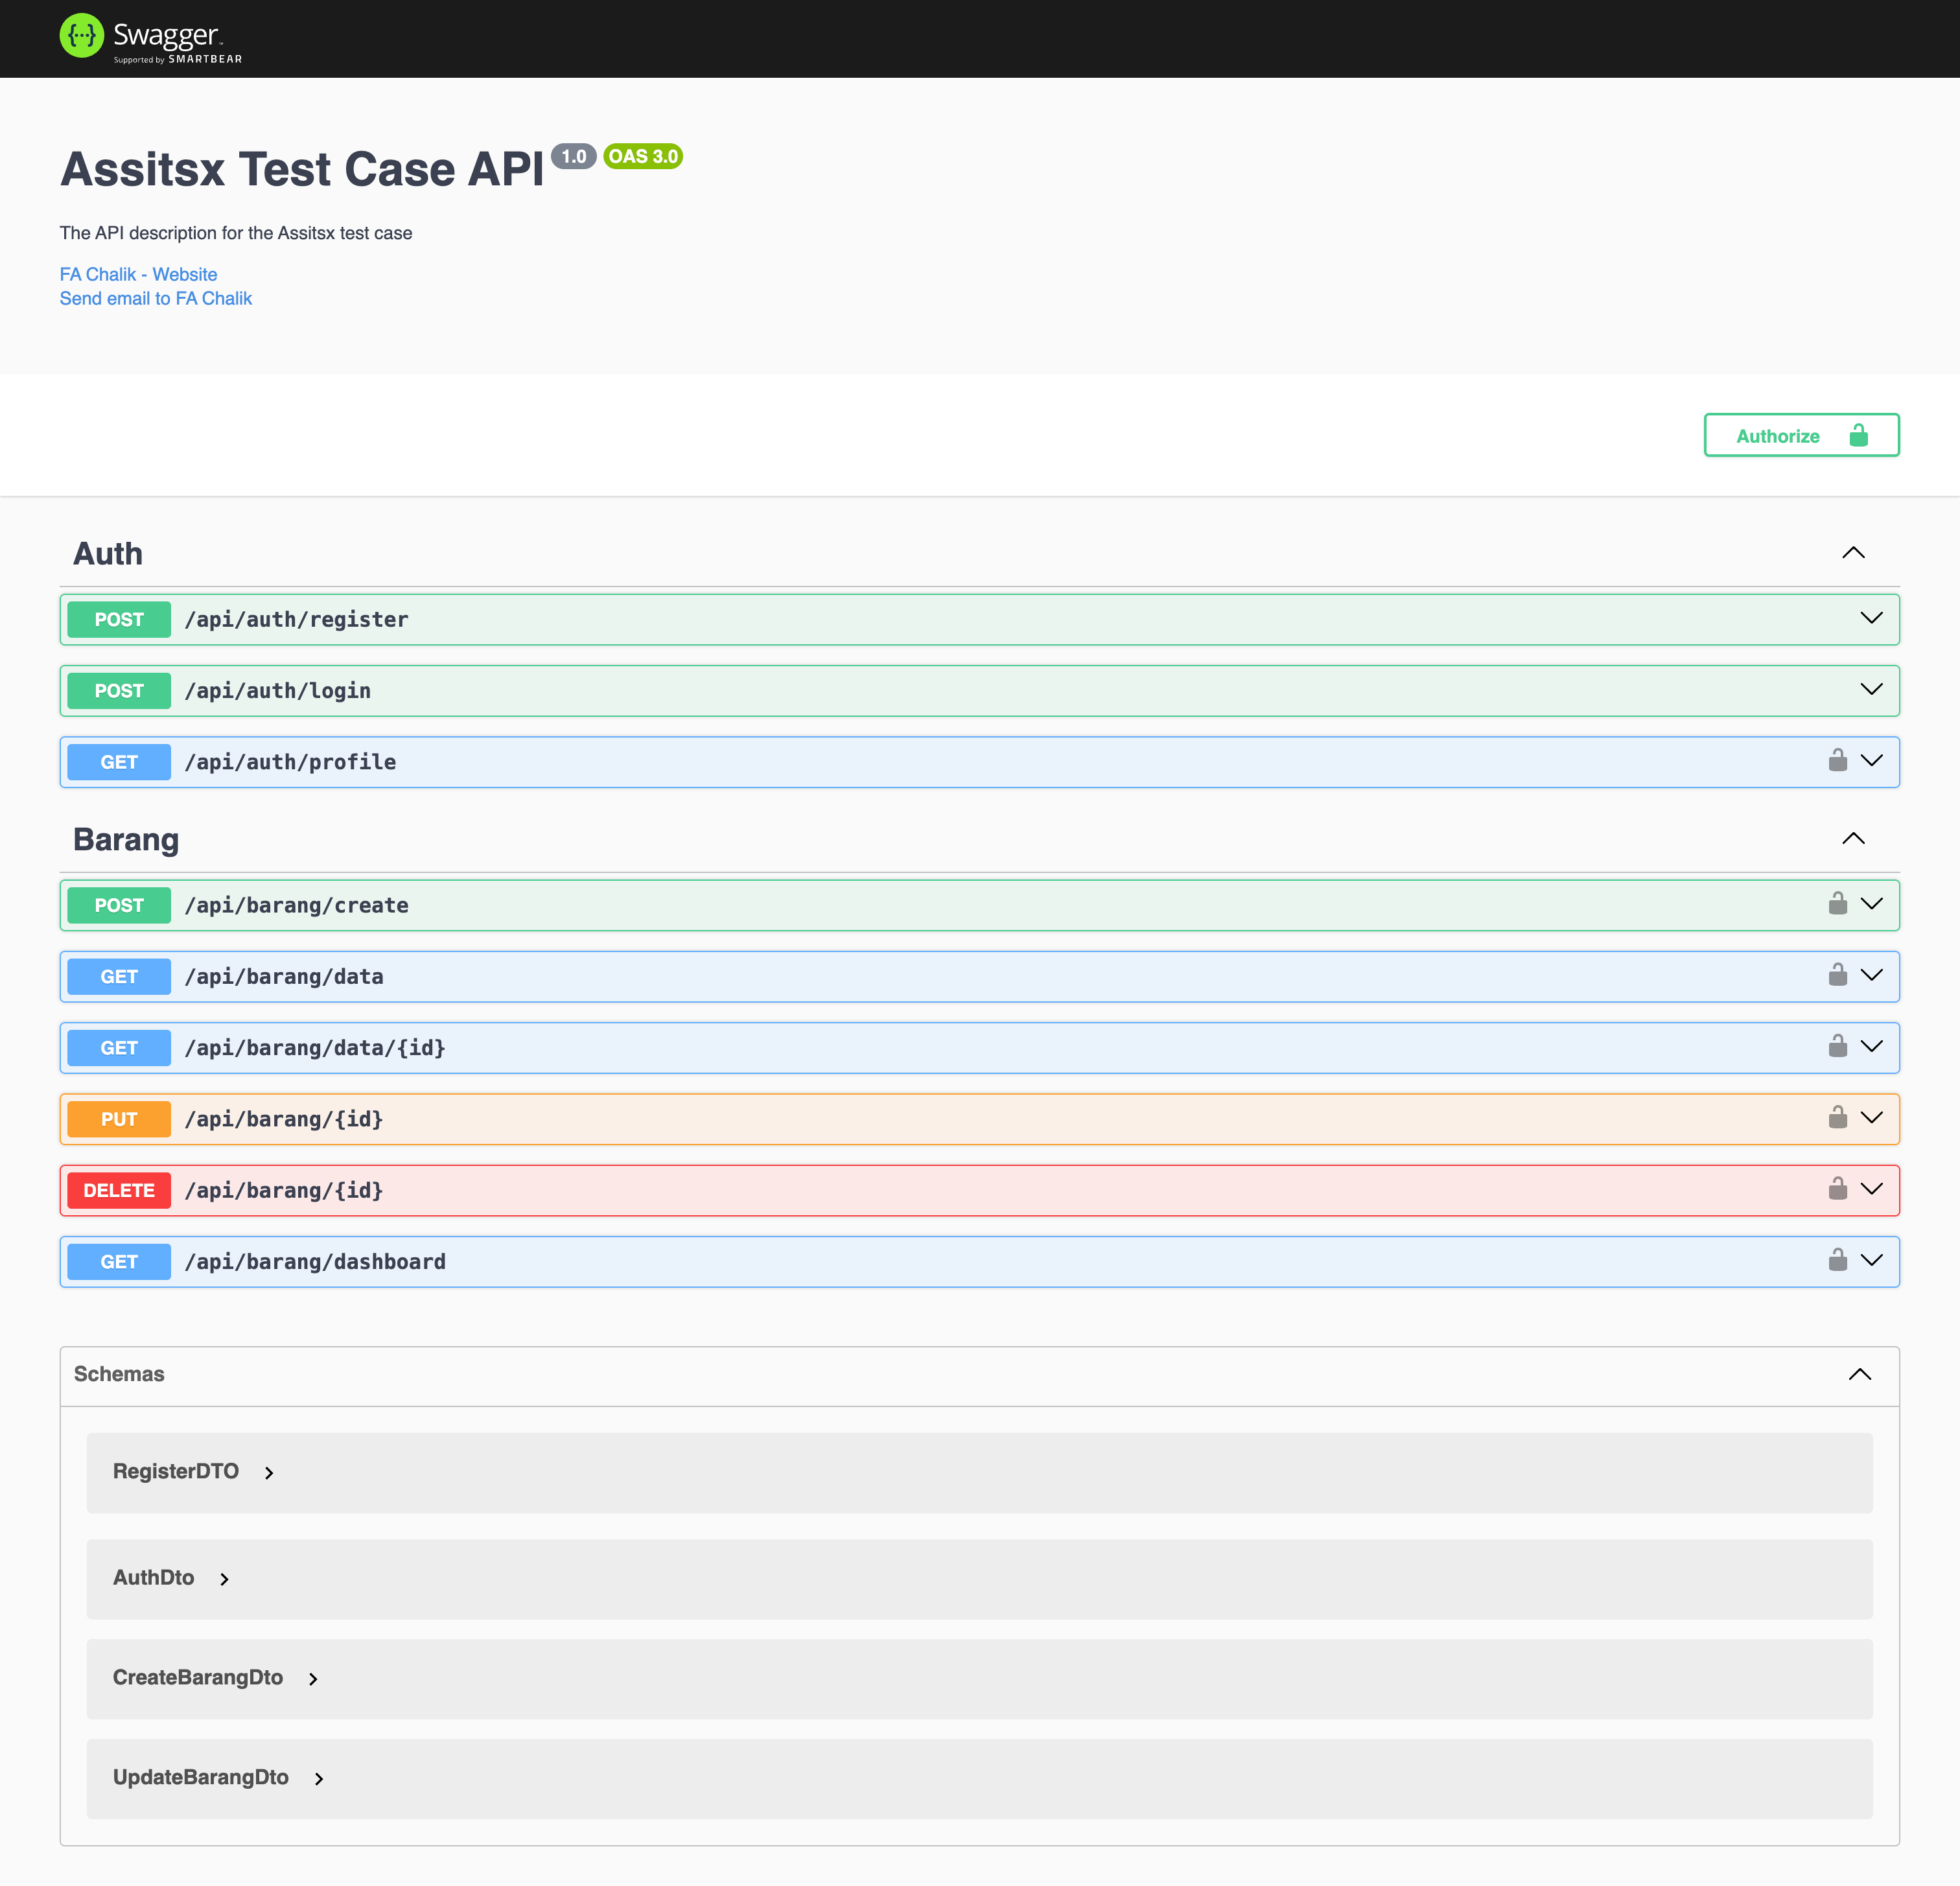 Swagger
Supported by SMARTBEAR
Assitsx Test Case API 1.0 OAS 3.0
The API description for the Assitsx test case
FA Chalik - Website
Send email to FA Chalik
Authorize
Auth
POST /api/auth/register
POST /api/auth/login
GET /api/auth/profile
Barang
POST /api/barang/create
GET /api/barang/data
GET /api/barang/data/{id}
PUT /api/barang/{id}
DELETE /api/barang/{id}
GET /api/barang/dashboard
Schemas
RegisterDTO
AuthDto
CreateBarangDto
UpdateBarangDto